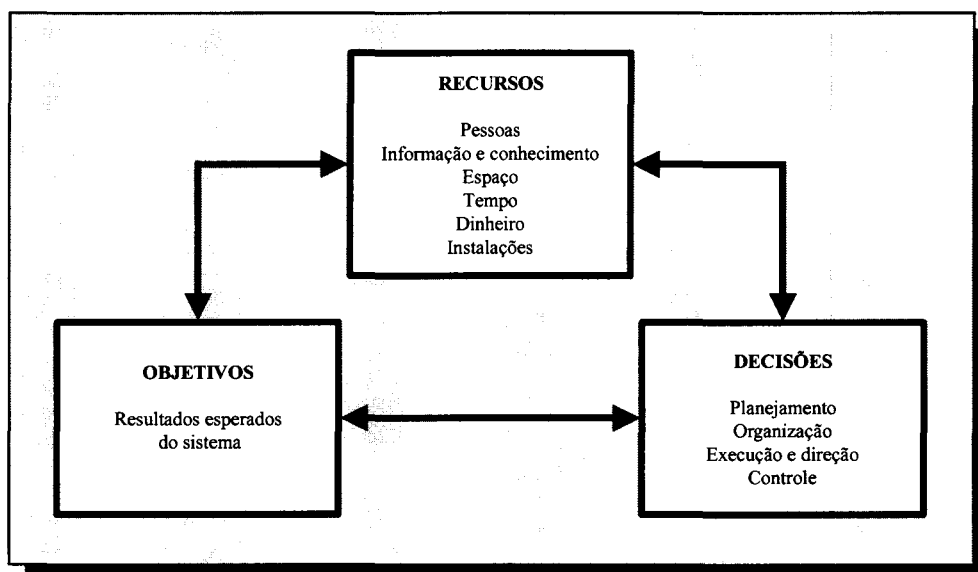 RECURSOS
Pessoas
Informação e conhecimento
Espaço
Tempo
Dinheiro
Instalações
OBJETIVOS
Resultados esperados
do sistema
DECISÕES
Planejamento
Organização
Execução e direção
Controle